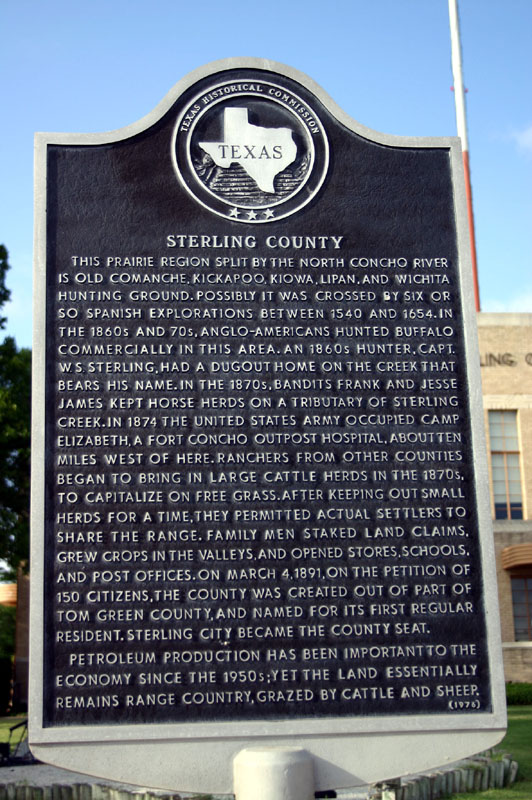 TEXAS HISTORICAL COMMISSION
TEXAS
STERLING COUNTY
THIS PRAIRIE REGION SPLIT BY THE NORTH CONCHO RIVER
IS OLD COMANCHE, KICKAPOO, KIOWA, LIPAN, AND WICHITA
HUNTING GROUND. POSSIBLY IT WAS CROSSED BY SIX OR
SO SPANISH EXPLORATIONS BETWEEN 1540 AND 1654. IN
THE 1860s AND 70s, ANGLO-AMERICANS HUNTED BUFFALO
COMMERCIALLY IN THIS AREA. AN 1860s HUNTER, CAPT.
W.S. STERLING, HAD A DUGOUT HOME ON THE CREEK THAT
BEARS HIS NAME. IN THE 1870s, BANDITS FRANK AND JESSE
JAMES KEPT HORSE HERDS ON A TRIBUTARY OF STERLING
CREEK. IN 1874 THE UNITED STATES ARMY OCCUPIED CAMP
ELIZABETH, A FORT CONCHO OUTPOST HOSPITAL, ABOUT TEN
MILES WEST OF HERE. RANCHERS FROM OTHER COUNTIES
BEGAN TO BRING IN LARGE CATTLE HERDS IN THE 1870s,
TO CAPITALIZE ON FREE GRASS. AFTER KEEPING OUT SMALL
HERDS FOR A TIME, THEY PERMITTED ACTUAL SETTLERS TO
SHARE THE RANGE. FAMILY MEN STAKED LAND CLAIMS,
GREW CROPS IN THE VALLEYS, AND OPENED STORES, SCHOOLS,
AND POST OFFICES. ON MARCH 4, 1891, ON THE PETITION OF
150 CITIZENS, THE COUNTY WAS CREATED OUT OF PART OF
TOM GREEN COUNTY, AND NAMED FOR ITS FIRST REGULAR
RESIDENT. STERLING CITY BECAME THE COUNTY SEAT.
PETROLEUM PRODUCTION HAS BEEN IMPORTANT TO THE
ECONOMY SINCE THE 1950s; YET THE LAND ESSENTIALLY
REMAINS RANGE COUNTRY, GRAZED BY CATTLE AND SHEEP.
(1976)